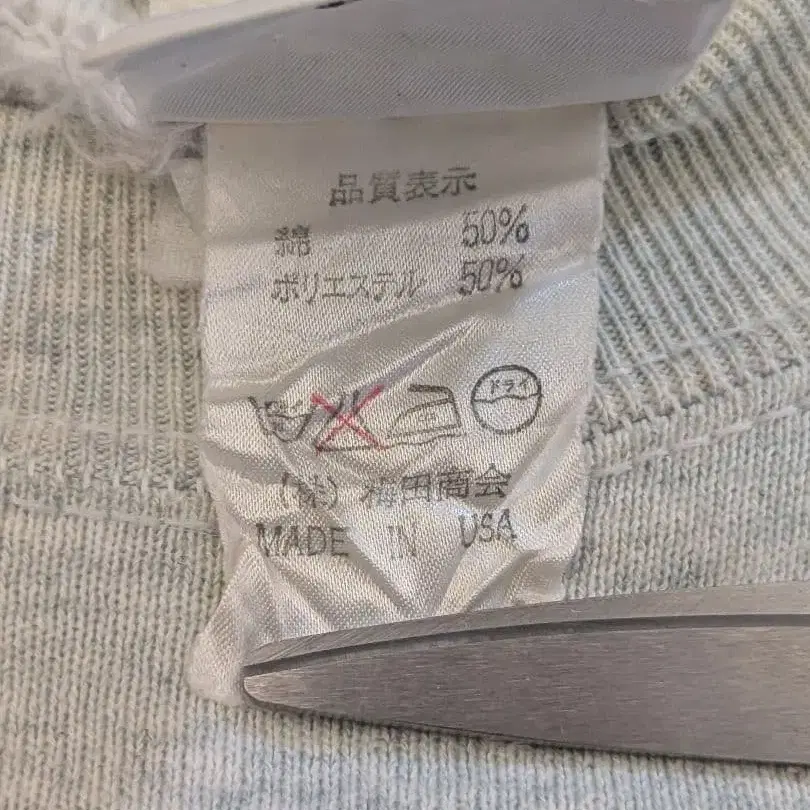 品質表示
綿 50%
ポリエステル 50%
ドライ
(株) 梅田商会
MADE IN USA